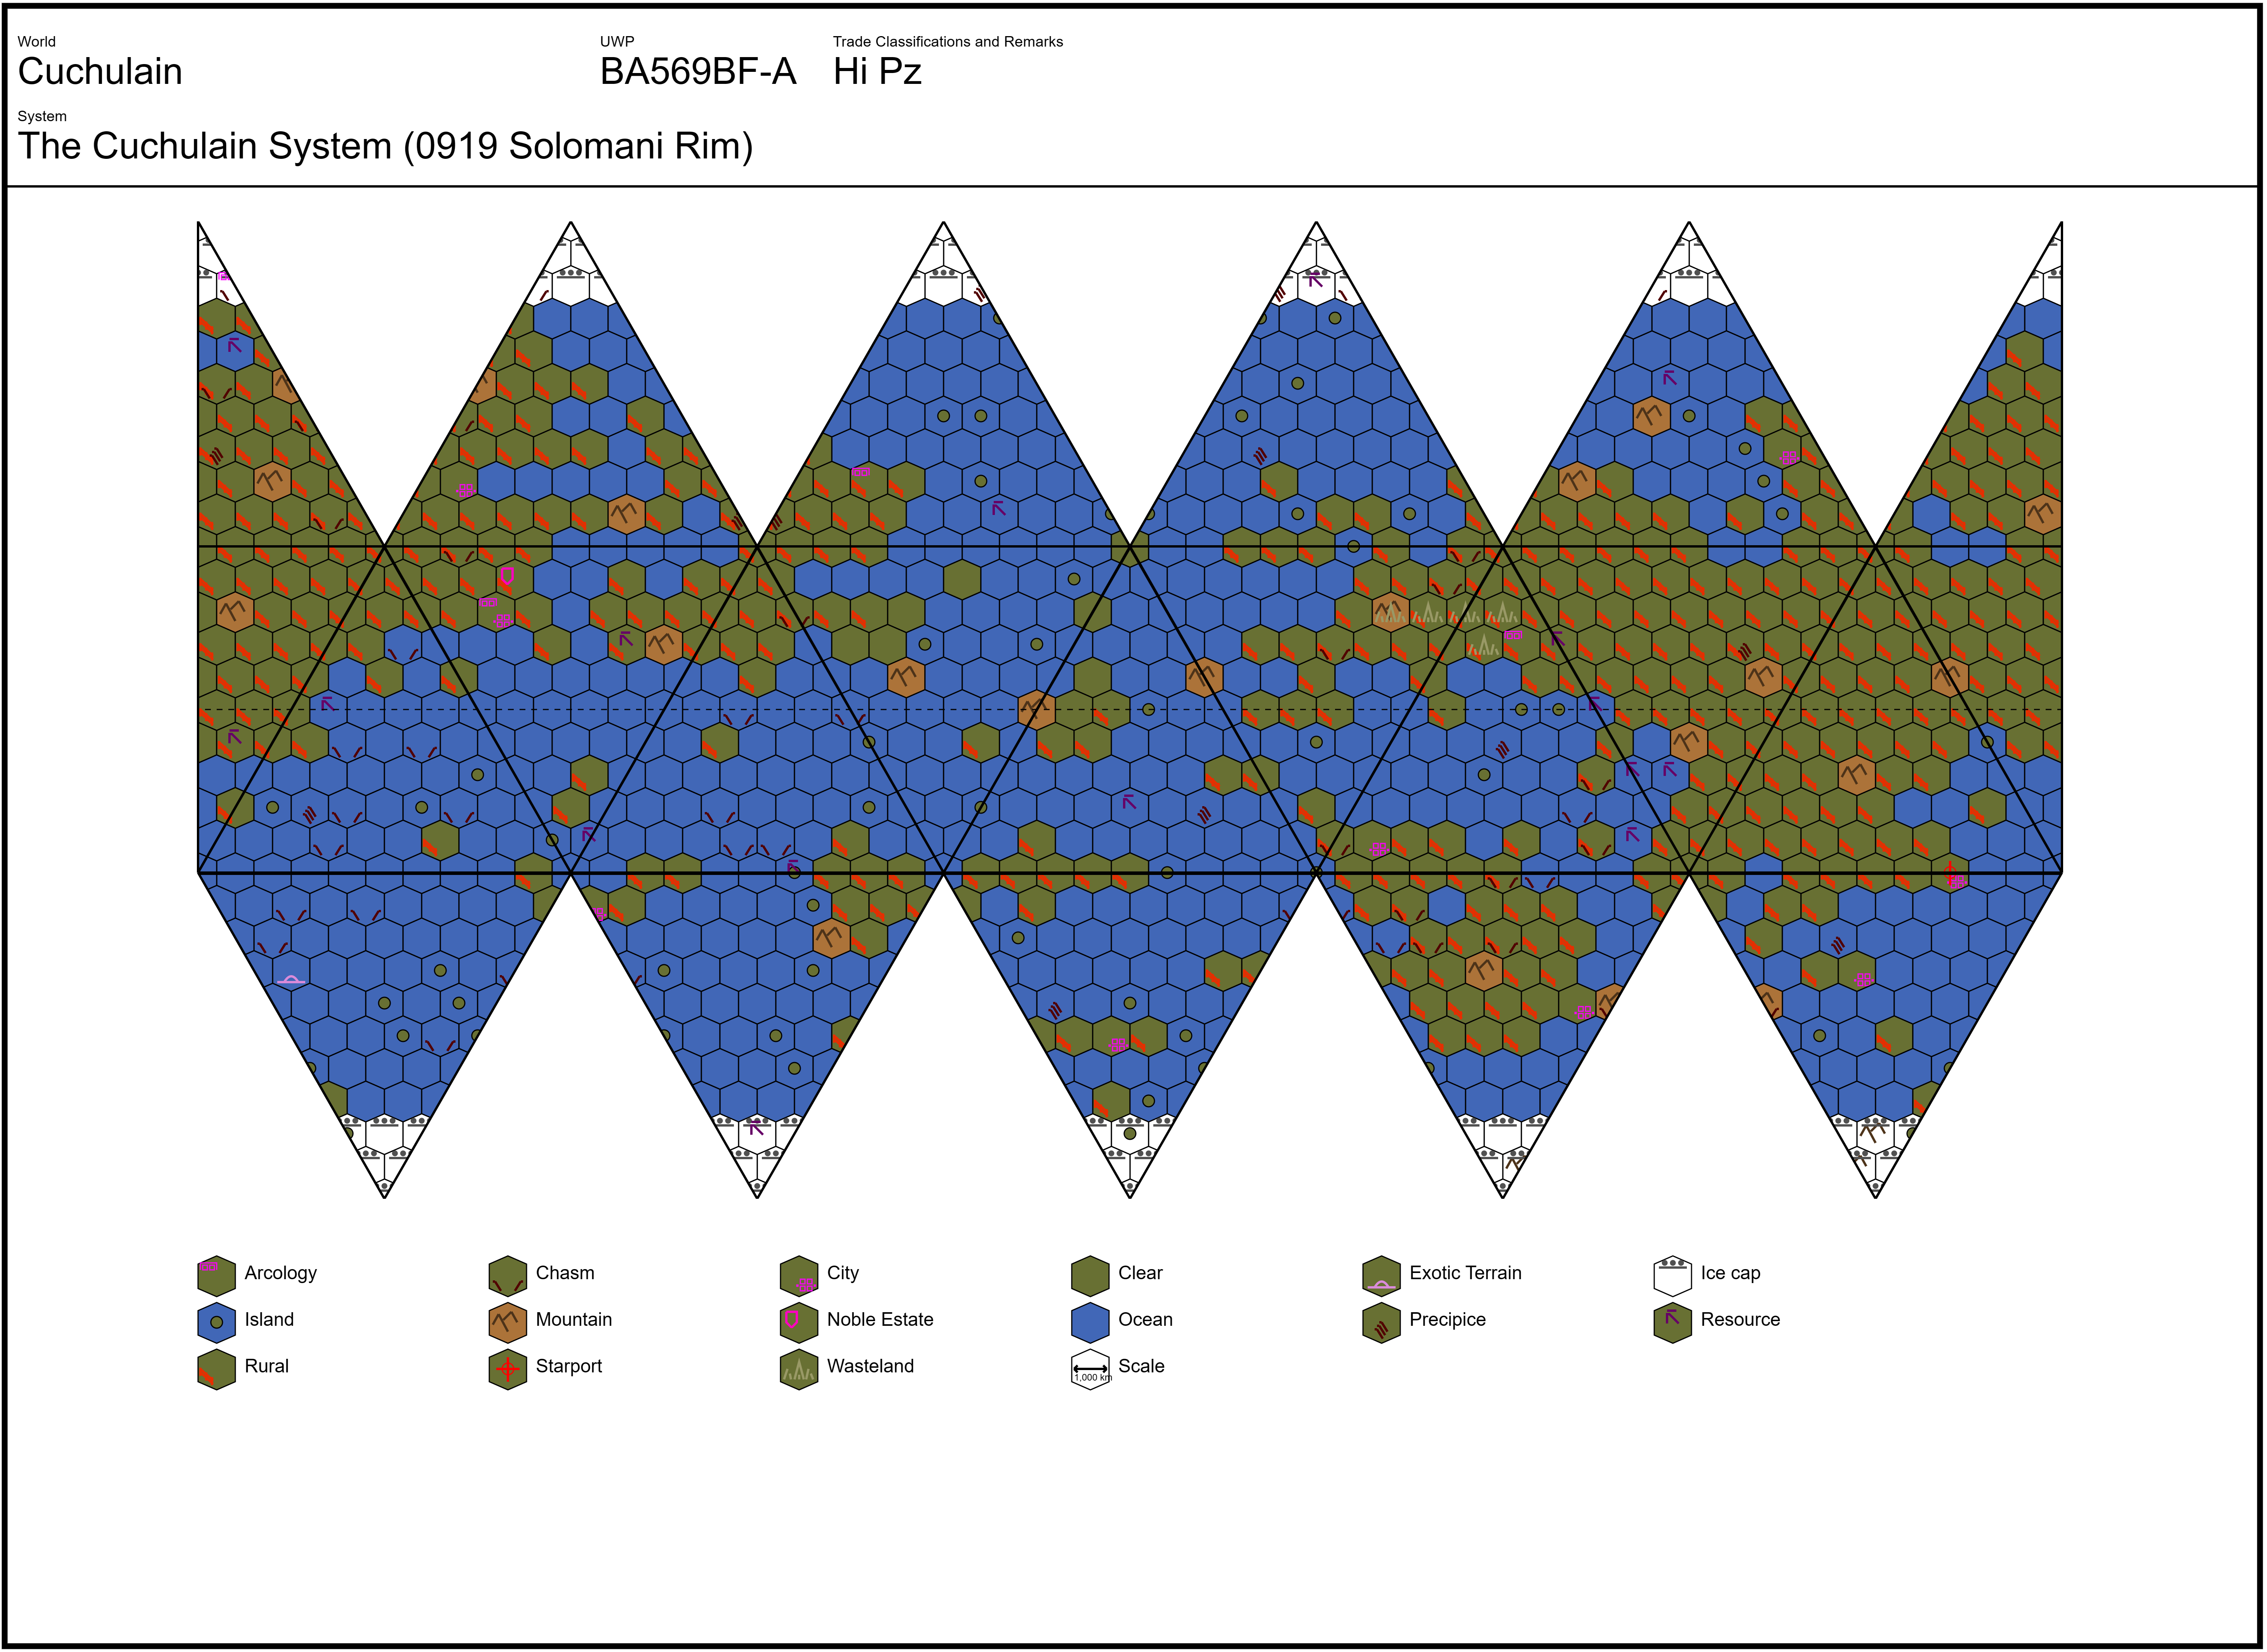 World
Cuchulain
UWP
BA569BF-A
Trade Classifications and Remarks
Hi Pz
System
The Cuchulain System (0919 Solomani Rim)
Arcology
Chasm
City
Clear
Exotic Terrain
Ice cap
Island
Mountain
Noble Estate
Ocean
Precipice
Resource
Rural
Starport
Wasteland
Scale
1,000 km